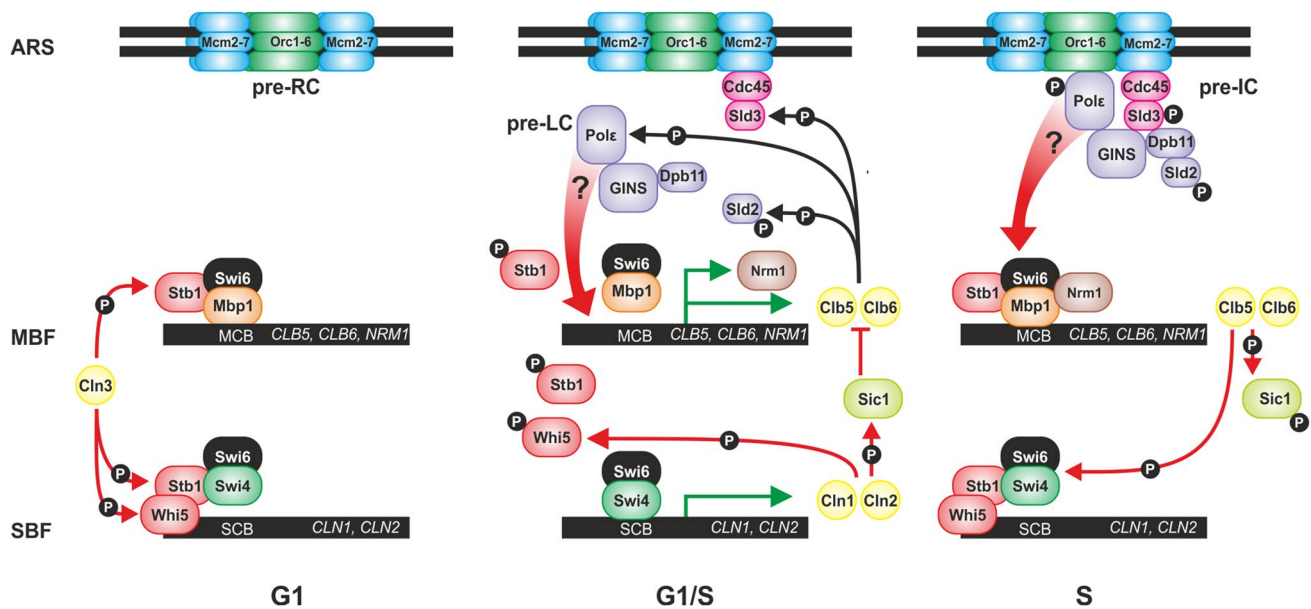 ARS
Mcm2-7 Orc1-6 Mcm2-7
pre-RC
P
Stb1
Swi6
Mbp1
MBF
MCB CLB5, CLB6, NRM1
Cln3
P
P
Swi6
Stb1
Swi4
Whi5
SBF
SCB CLN1, CLN2
G1
Mcm2-7 Orc1-6 Mcm2-7
Cdc45
Sld3
P
pre-LC
Polε
P
?
GINS
Dpb11
Sld2
P
P
P
Stb1
Swi6
Mbp1
Nrm1
Clb5 Clb6
MCB CLB5, CLB6, NRM1
P
Stb1
Sic1
P
Whi5
P
P
Swi6
Swi4
Cln1 Cln2
SCB CLN1, CLN2
G1/S
Mcm2-7 Orc1-6 Mcm2-7
P
Polε
Cdc45
pre-IC
Sld3
P
?
GINS
Dpb11
Sld2
P
Swi6
Stb1
Mbp1
Nrm1
Clb5 Clb6
MCB CLB5, CLB6, NRM1
P
Sic1
P
Swi6
Stb1
Swi4
P
Whi5
SCB CLN1, CLN2
S